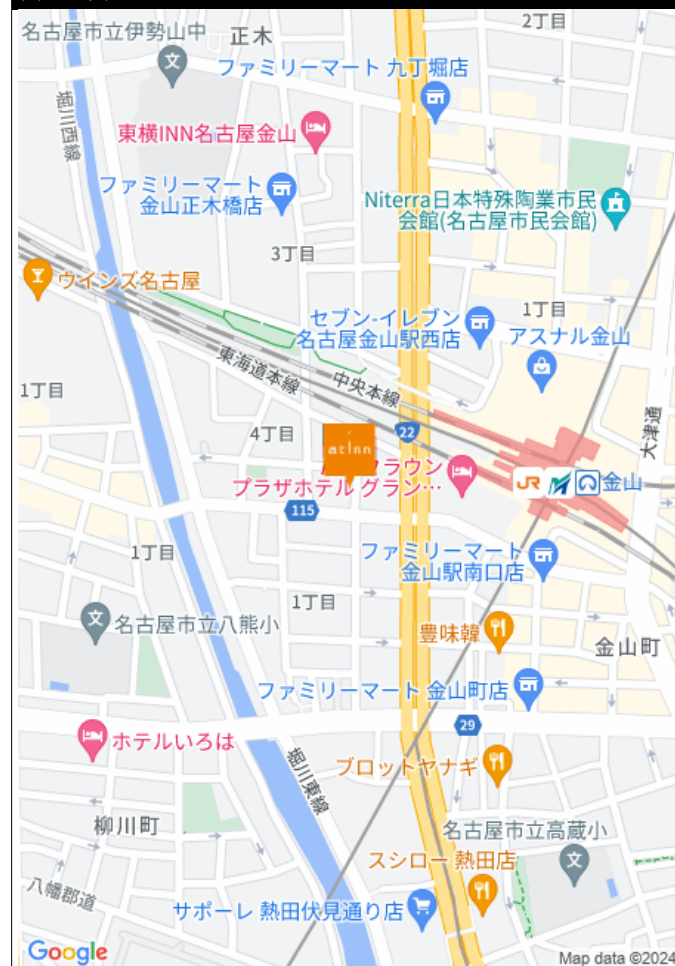 2丁目
名古屋市立伊勢山中
正木
ファミリーマート 九丁堀店
堀川西線
東横INN名古屋金山
ファミリーマート
金山正木橋店
Niterra日本特殊陶業市民
会館(名古屋市民会館)
3丁目
ウインズ名古屋
1丁目
セブン-イレブン
名古屋金山駅西店
アスナル金山
東海道本線
中央本線
1丁目
大津通
4丁目
22
at inn
クラウン
プラザホテル グラン…
JR
金山
115
1丁目
ファミリーマート
金山駅南口店
1丁目
名古屋市立八熊小
豊味韓
金山町
ファミリーマート 金山町店
29
ホテルいろは
堀川東線
ブロットヤナギ
柳川町
名古屋市立高蔵小
スシロー 熱田店
八幡郡道
サポーレ 熱田伏見通り店
Google
Map data ©2024